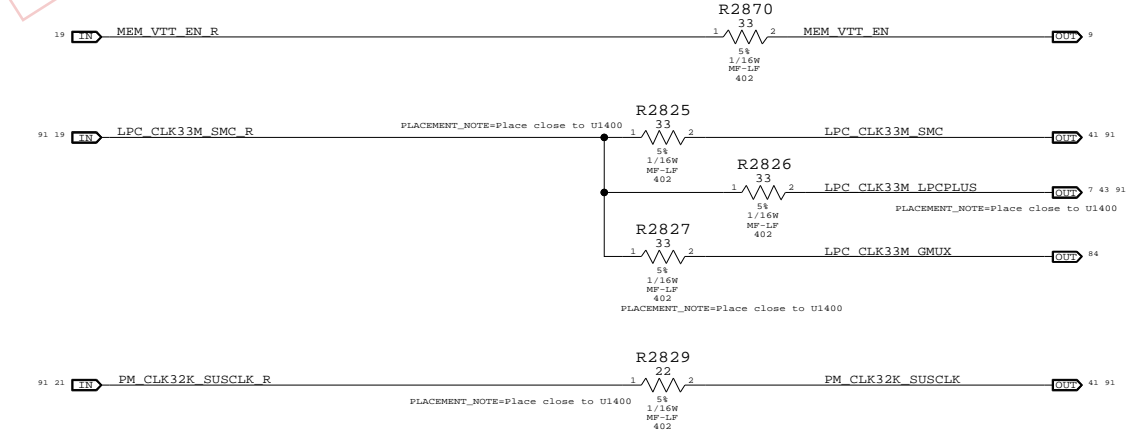 R2870
33
19 IN MEM_VTT_EN_R 1 2 MEM_VTT_EN OUT 9
5%
1/16W
MF-LF
402
R2825
33
91 19 IN LPC_CLK33M_SMC_R PLACEMENT_NOTE=Place close to U1400 1 2 LPC_CLK33M_SMC OUT 41 91
5%
1/16W
MF-LF
402
R2826
33
1 2 LPC_CLK33M_LPCPLUS OUT 7 43 91
5%
1/16W
MF-LF
402
PLACEMENT_NOTE=Place close to U1400
R2827
33
1 2 LPC_CLK33M_GMUX OUT 84
5%
1/16W
MF-LF
402
PLACEMENT_NOTE=Place close to U1400
R2829
22
91 21 IN PM_CLK32K_SUSCLK_R 1 2 PM_CLK32K_SUSCLK OUT 41 91
PLACEMENT_NOTE=Place close to U1400
5%
1/16W
MF-LF
402